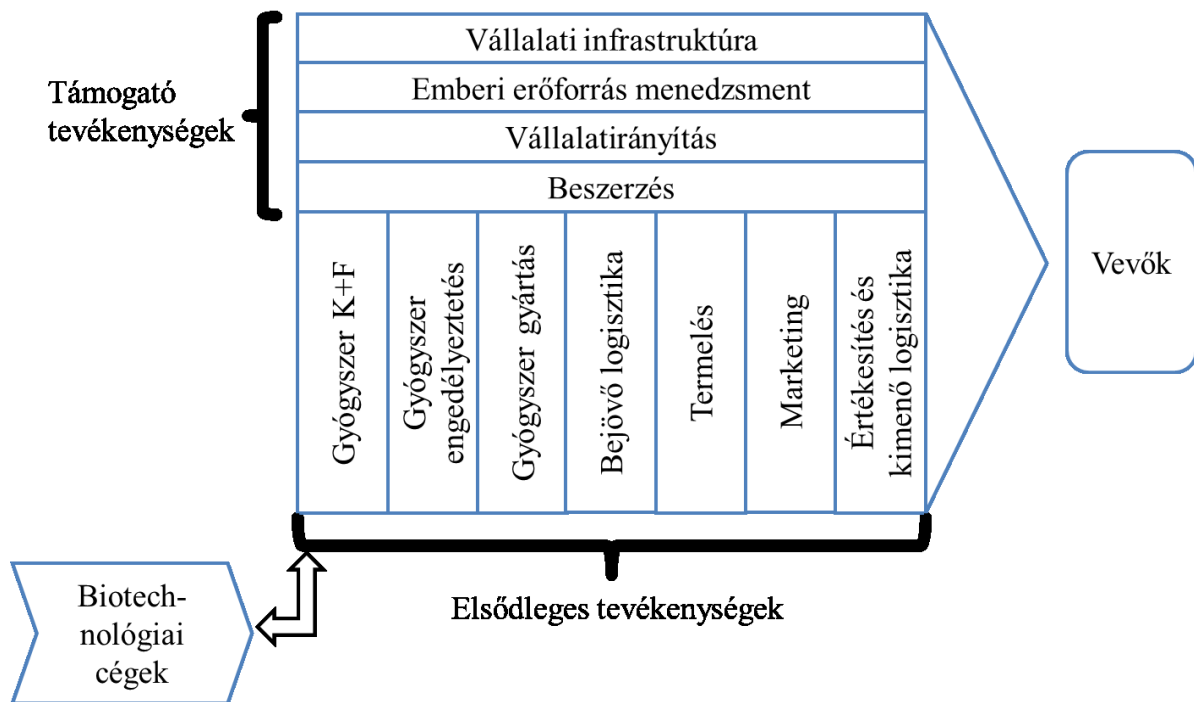 Vállalati infrastruktúra
Emberi erőforrás menedzsment
Vállalatirányítás
Beszerzés
Támogató
tevékenységek
Gyógyszer K+F
Gyógyszer
engedélyeztetés
Gyógyszer gyártás
Bejövő logisztika
Termelés
Marketing
Értékesítés és
kimenő logisztika
Vevők
Elsődleges tevékenységek
Biotech-
nológiai
cégek